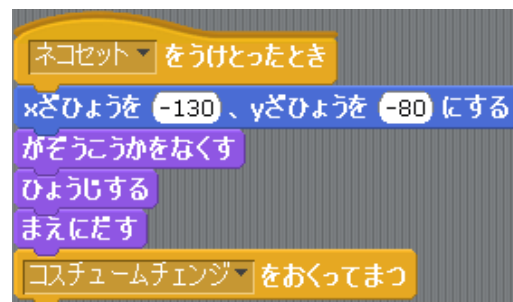 ネコセット をうけとったとき
xざひょうを -130 、yざひょうを -80 にする
がぞうこうかをなくす
ひょうじする
まえにだす
コスチュームチェンジ をおくってまつ